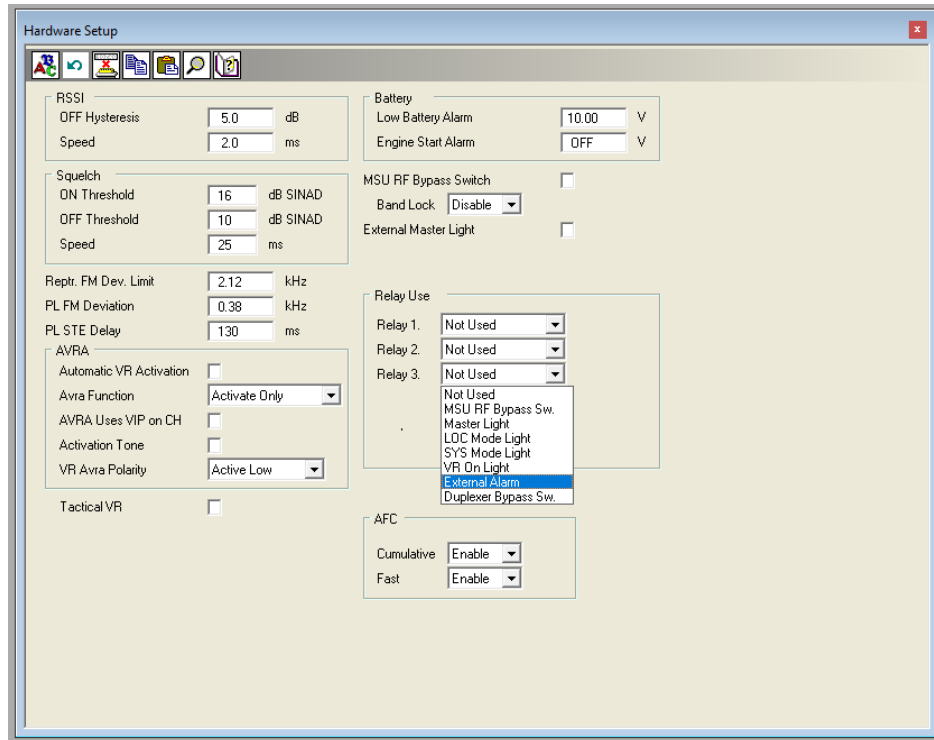 Hardware Setup
RSSI
OFF Hysteresis 5.0 dB
Speed 2.0 ms
Squelch
ON Threshold 16 dB SINAD
OFF Threshold 10 dB SINAD
Speed 25 ms
Reptr. FM Dev. Limit 2.12 kHz
PL FM Deviation 0.38 kHz
PL STE Delay 130 ms
AVRA
Automatic VR Activation
Avra Function Activate Only
AVRA Uses VIP on CH
Activation Tone
VR Avra Polarity Active Low
Tactical VR
Battery
Low Battery Alarm 10.00 V
Engine Start Alarm OFF V
MSU RF Bypass Switch
Band Lock Disable
External Master Light
Relay Use
Relay 1. Not Used
Relay 2. Not Used
Relay 3. Not Used
Not Used
MSU RF Bypass Sw.
Master Light
LOC Mode Light
SYS Mode Light
VR On Light
External Alarm
Duplexer Bypass Sw.
AFC
Cumulative Enable
Fast Enable